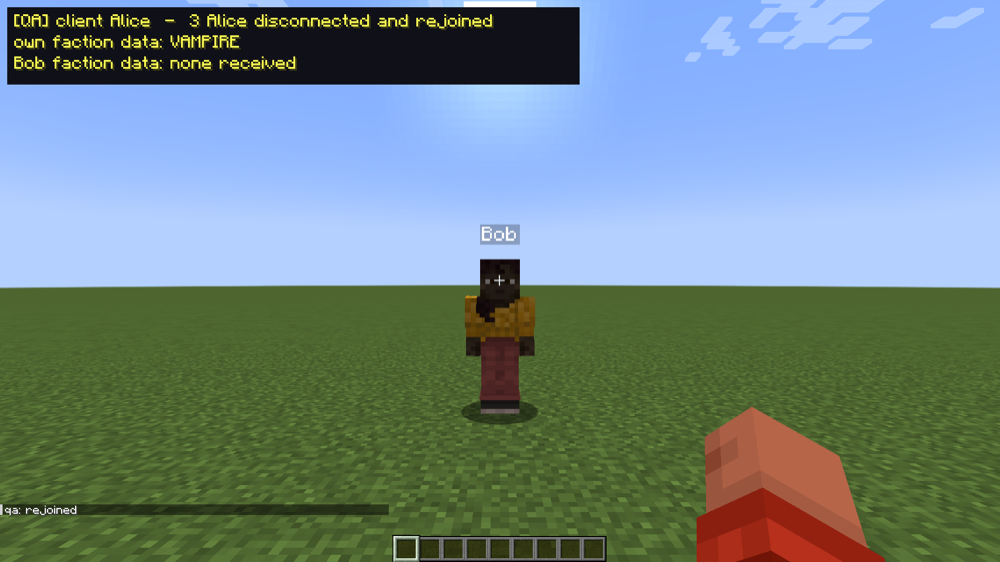 [QA] client Alice - 3 Alice disconnected and rejoined
own faction data: VAMPIRE
Bob faction data: none received
Bob
qa: rejoined